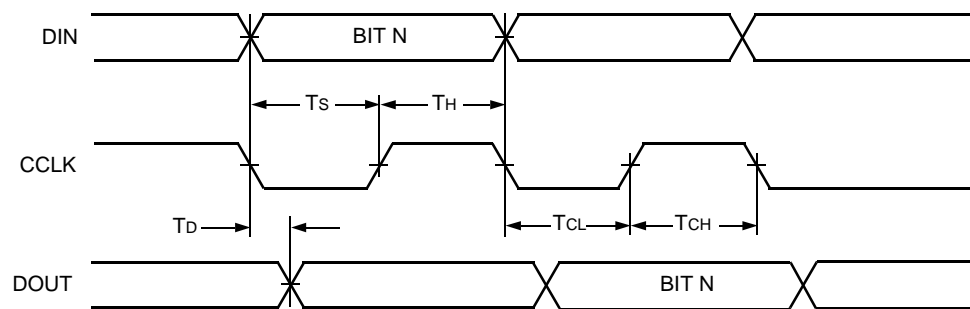 DIN
BIT N
TS
TH
CCLK
TD
TCL
TCH
DOUT
BIT N